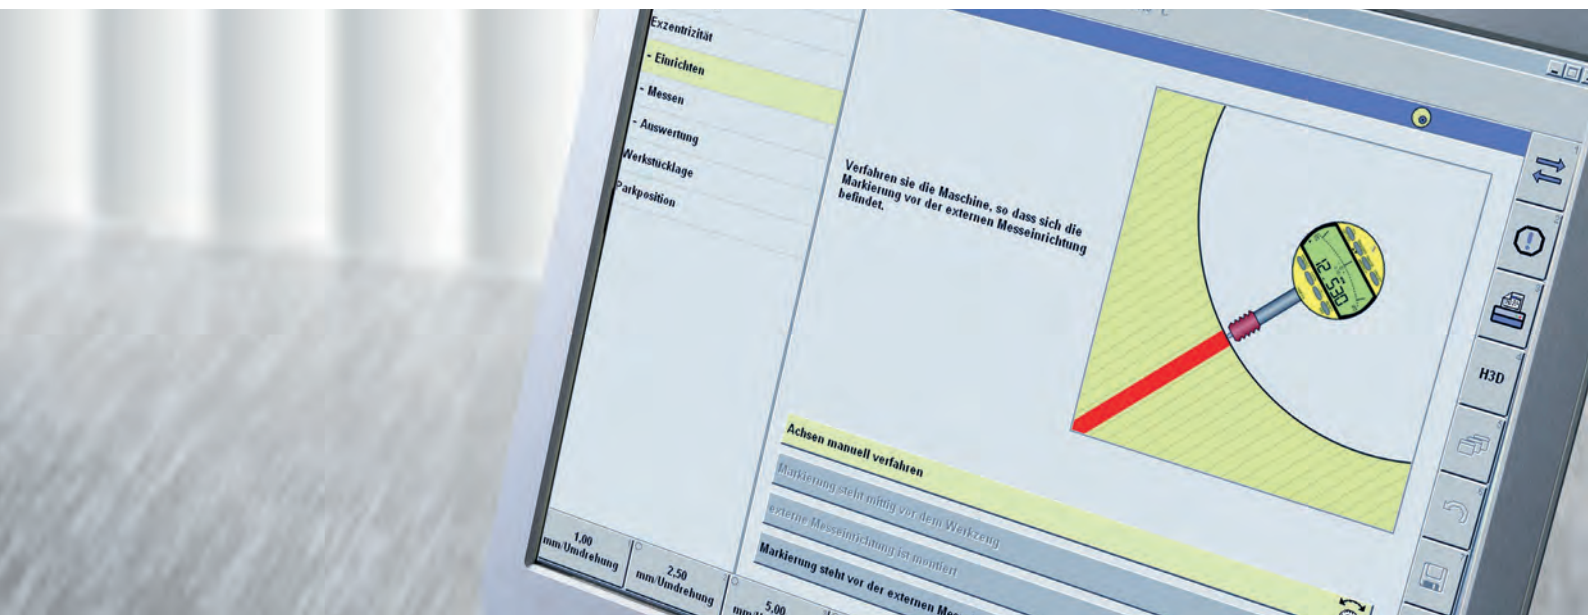 Exzentrizität
- Einrichten
- Messen
- Auswertung
Werkstücklage
Parkposition
Verfahren sie die Maschine, so dass sich die
Markierung vor der externen Messeinrichtung
befindet.
12.530
H3D
Achsen manuell verfahren
Markierung steht mittig vor dem Werkzeug
externe Messeinrichtung ist montiert
Markierung steht vor der externen
1,00
mm/Umdrehung
2,50
mm/Umdrehung
5,00